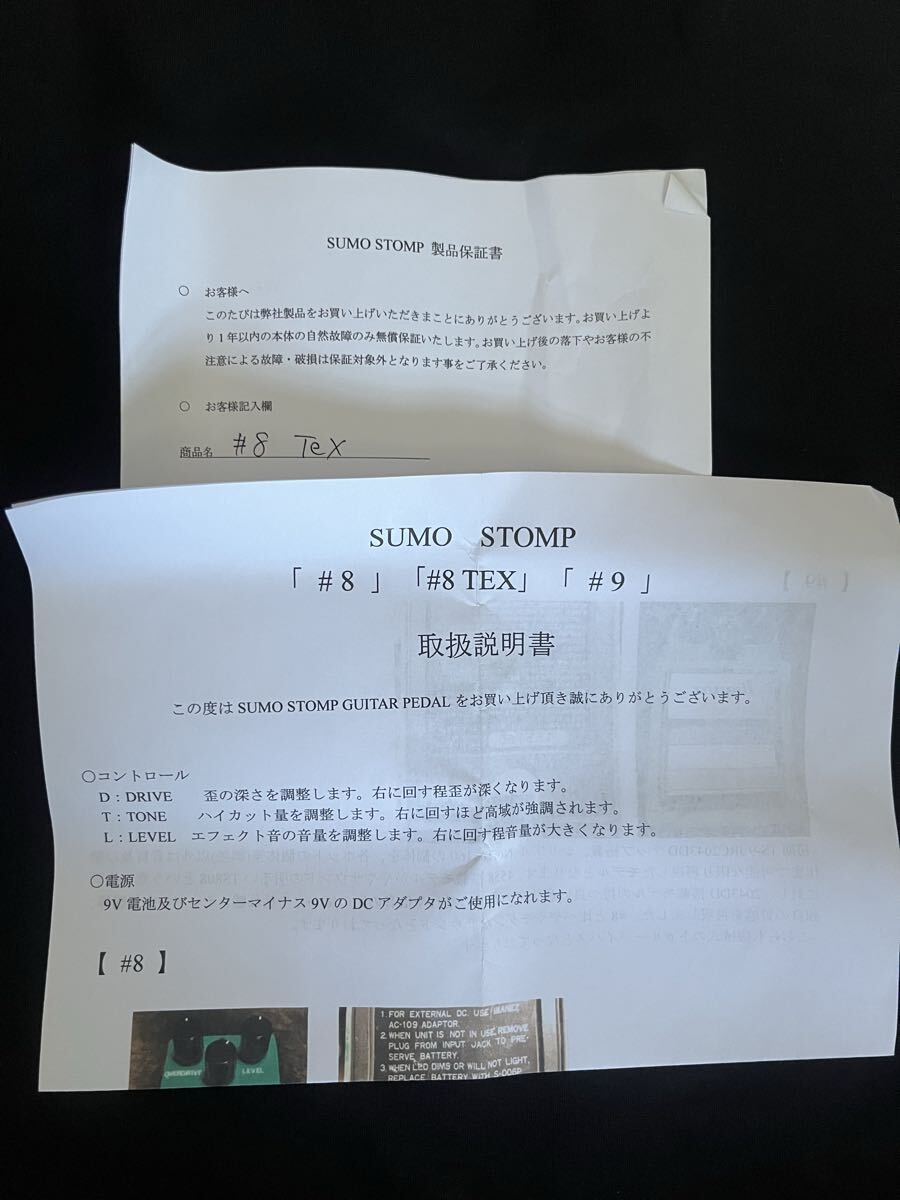 SUMO STOMP 製品保証書
○ お客様へ
このたびは弊社製品をお買い上げいただきまことにありがとうございます。お買い上げよ
り1年以内の本体の自然故障のみ無償保証いたします。お買い上げ後の落下やお客様の不
注意による故障・破損は保証対象外となります事をご了承ください。
○ お客様記入欄
商品名 #8 TeX
SUMO STOMP
「 #8 」 「#8 TEX」 「 #9 」
取扱説明書
この度は SUMO STOMP GUITAR PEDAL をお買い上げ頂き誠にありがとうございます。
○コントロール
D:DRIVE 歪の深さを調整します。右に回す程歪が深くなります。
T:TONE ハイカット量を調整します。右に回すほど高域が強調されます。
L:LEVEL エフェクト音の音量を調整します。右に回す程音量が大きくなります。
○電源
9V 電池及びセンターマイナス 9V の DC アダプタがご使用になれます。
【 #8 】
OVERDRIVE LEVEL
1. FOR EXTERNAL DC. USE IBANEZ
AC-109 ADAPTOR.
2. WHEN UNIT IS NOT IN USE, REMOVE
PLUG FROM INPUT JACK TO PRE-
SERVE BATTERY.
3. WHEN LED DIMS OR WILL NOT LIGHT,
REPLACE BATTERY WITH S-006P